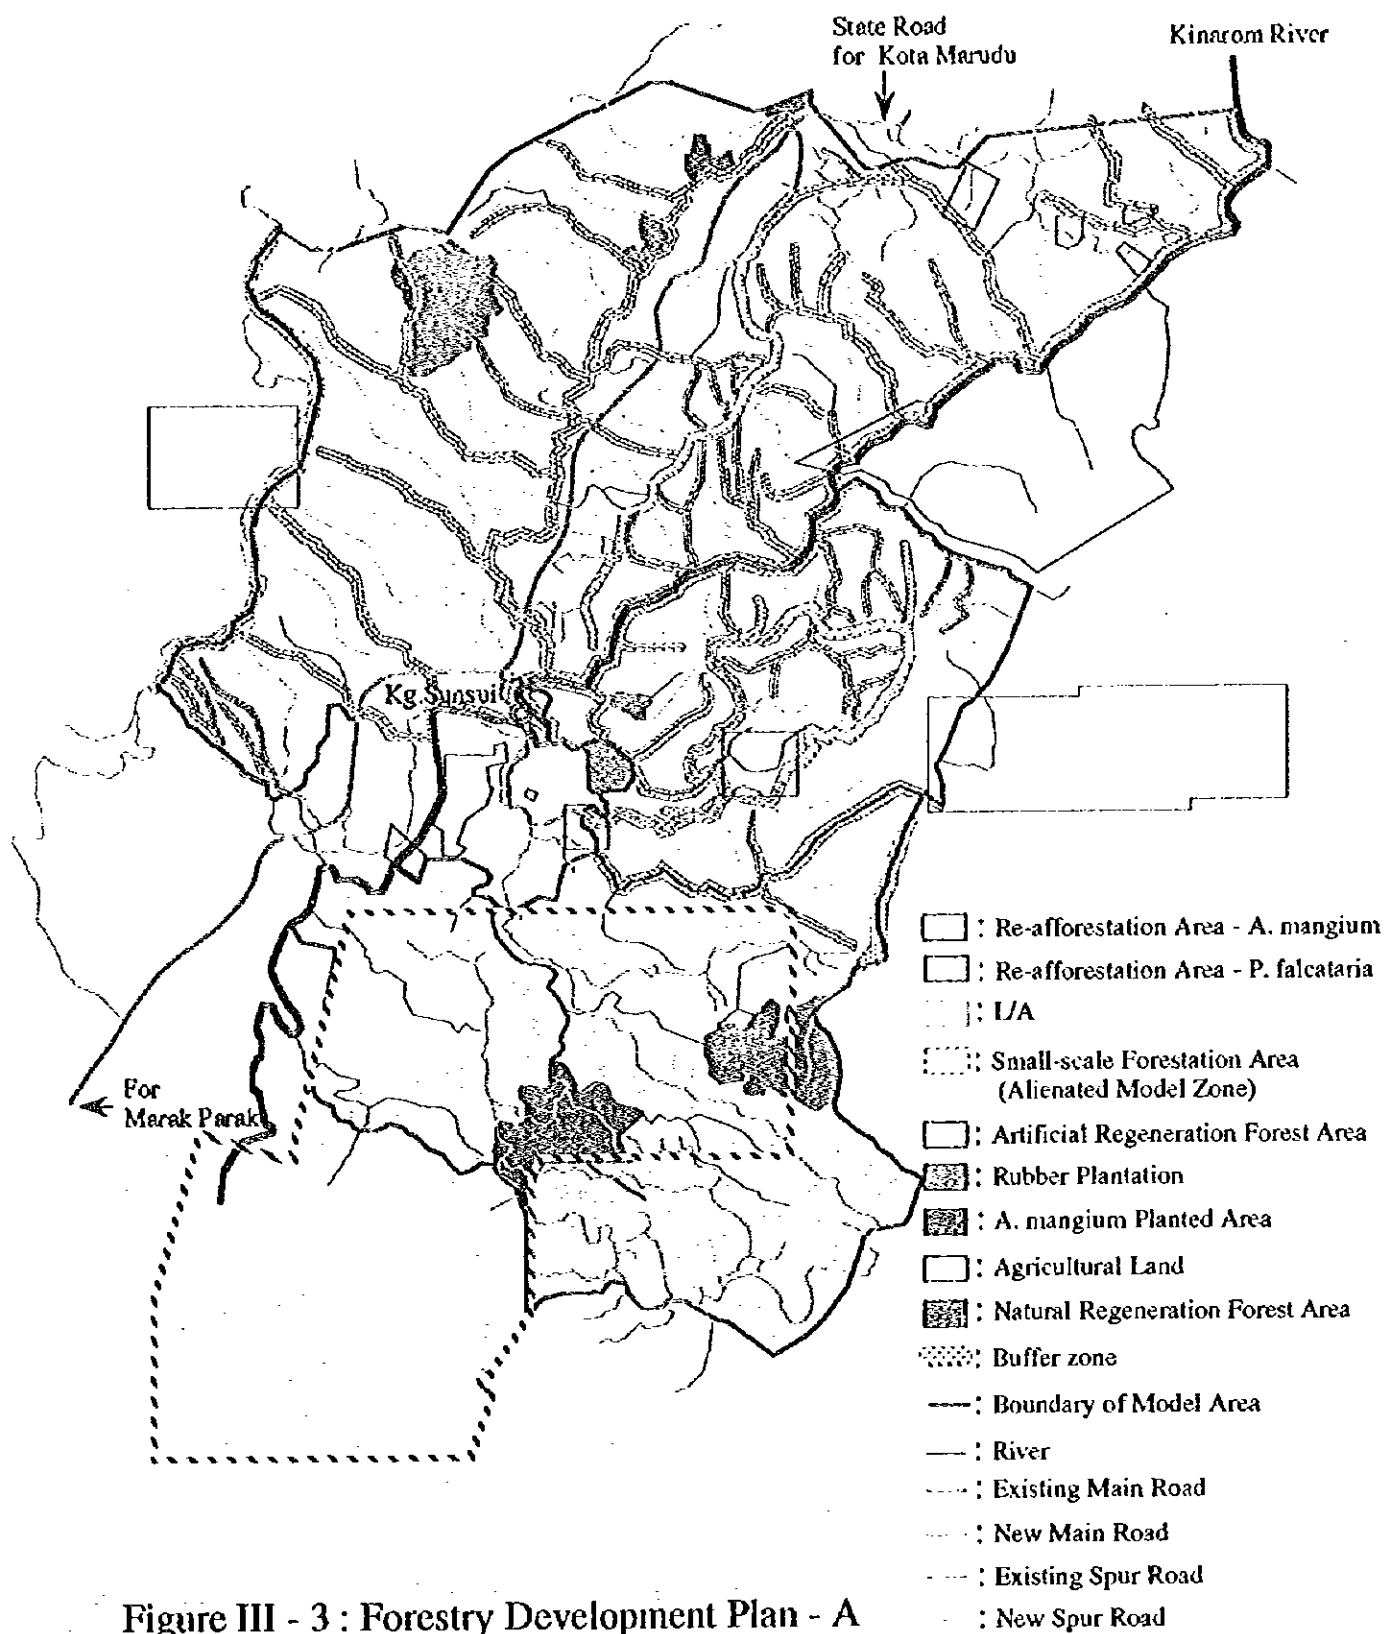 State Road
for Kota Marudu
Kinarom River
Kg.Sunsui
For
Marak Parak
: Re-afforestation Area - A. mangium
: Re-afforestation Area - P. falcataria
: L/A
: Small-scale Forestation Area
(Alienated Model Zone)
: Artificial Regeneration Forest Area
: Rubber Plantation
: A. mangium Planted Area
: Agricultural Land
: Natural Regeneration Forest Area
: Buffer zone
: Boundary of Model Area
: River
: Existing Main Road
: New Main Road
: Existing Spur Road
: New Spur Road
Figure III - 3 : Forestry Development Plan - A